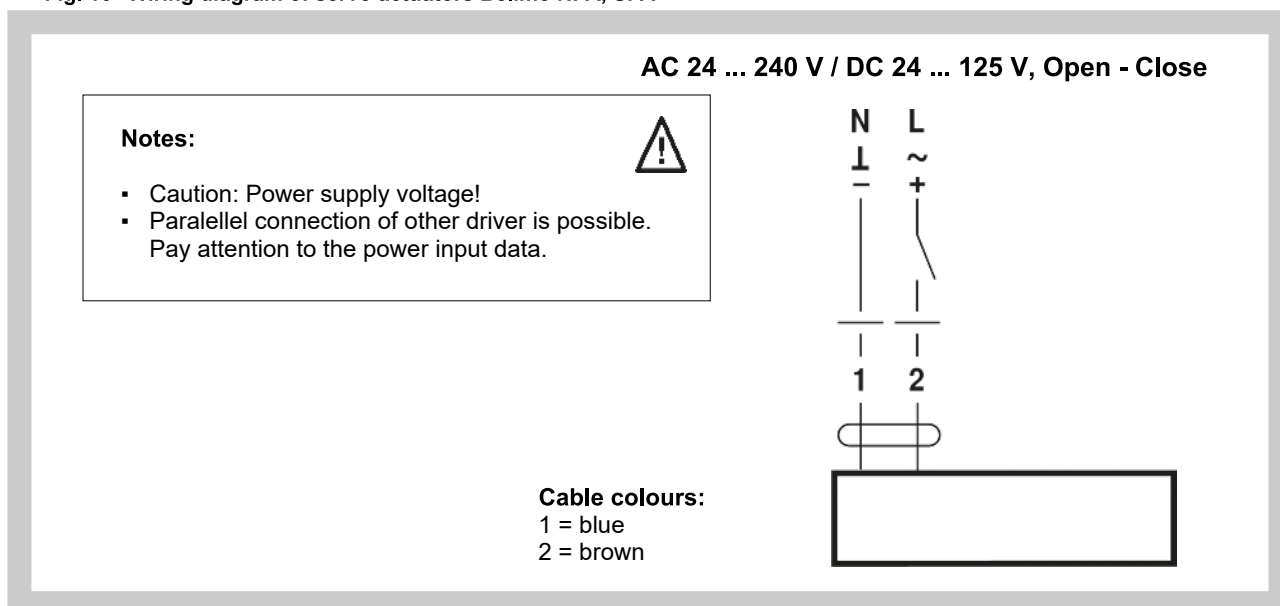 AC 24 ... 240 V / DC 24 ... 125 V, Open - Close
Notes:
▪ Caution: Power supply voltage!
▪ Paralellel connection of other driver is possible.
Pay attention to the power input data.
N L
⊥ ~
– +
1 2
Cable colours:
1 = blue
2 = brown